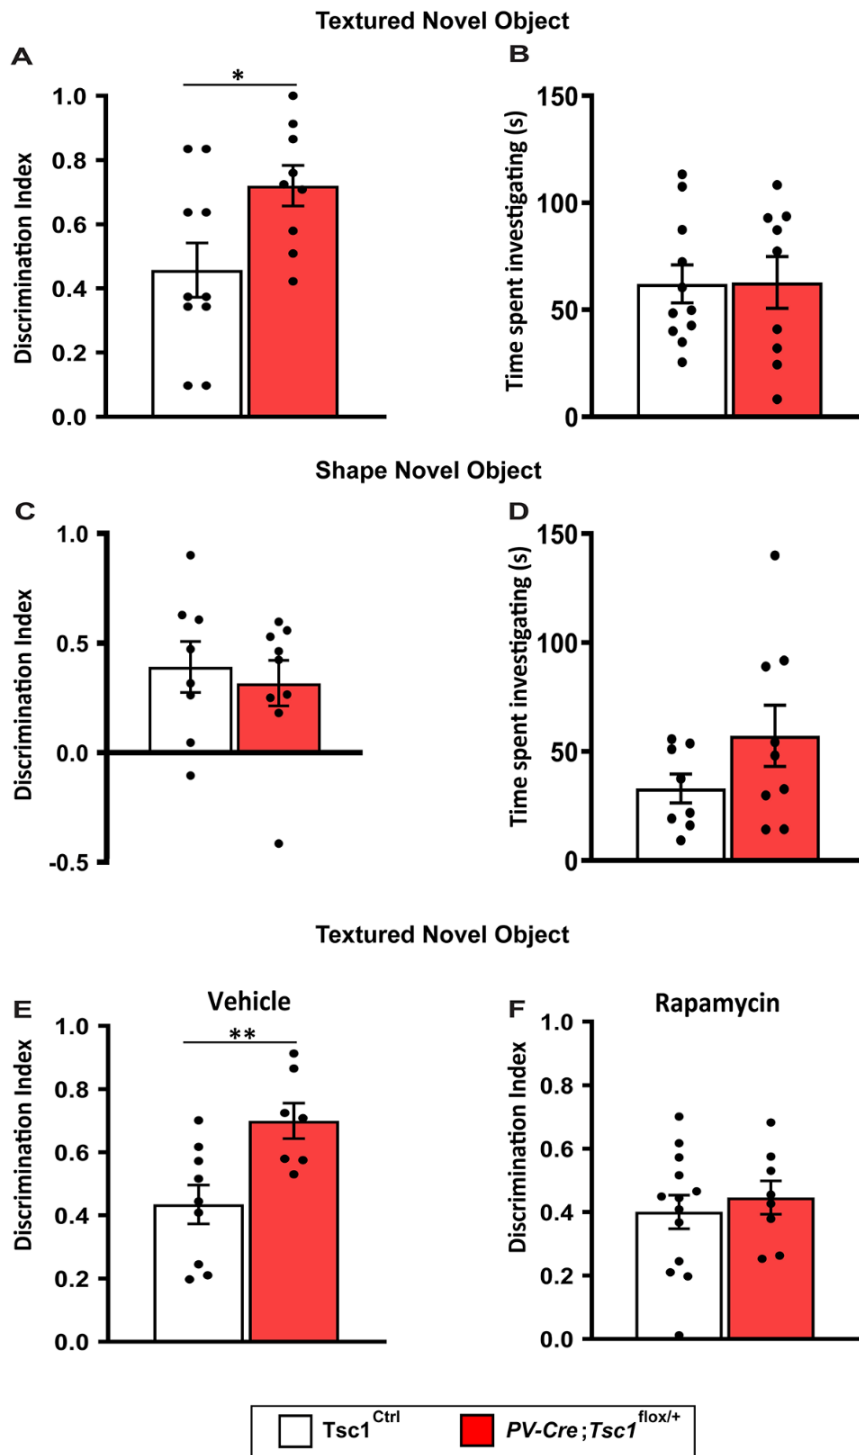 Textured Novel Object
A
*
Discrimination Index
1.0
0.8
0.6
0.4
0.2
0.0
B
Time spent investigating (s)
150
100
50
0
Shape Novel Object
C
Discrimination Index
1.0
0.5
0.0
-0.5
D
Time spent investigating (s)
150
100
50
0
Textured Novel Object
E
Vehicle
**
Discrimination Index
1.0
0.8
0.6
0.4
0.2
0.0
F
Rapamycin
Discrimination Index
1.0
0.8
0.6
0.4
0.2
0.0
Tsc1Ctrl
PV-Cre;Tsc1flox/+